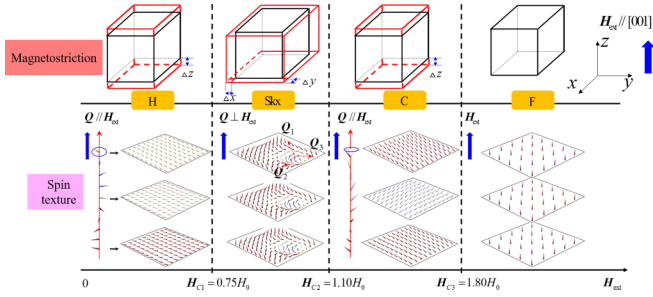 H_ext // [001]
Magnetostriction
Δz
Δx
Δy
Δz
z
x
y
H
Skx
C
F
Q // H_ext
Q ⊥ H_ext
Q // H_ext
H_ext
Q_1
Q_3
Q_2
Spin
texture
0
H_C1=0.75H_0
H_C2=1.10H_0
H_C3=1.80H_0
H_ext